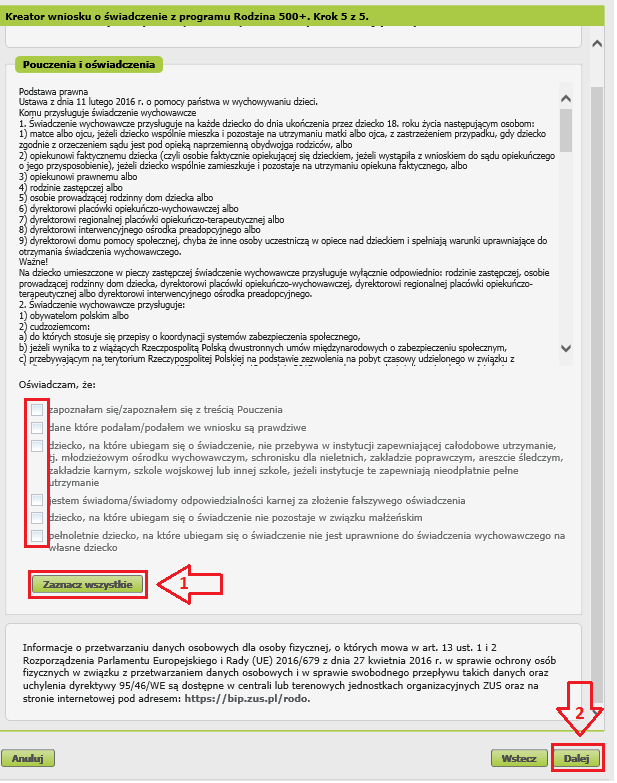 Kreator wniosku o świadczenie z programu Rodzina 500+. Krok 5 z 5.
Pouczenia i oświadczenia
Podstawa prawna
Ustawa z dnia 11 lutego 2016 r. o pomocy państwa w wychowywaniu dzieci.
Komu przysługuje świadczenie wychowawcze
1. Świadczenie wychowawcze przysługuje na każde dziecko do dnia ukończenia przez dziecko 18. roku życia następującym osobom:
1) matce albo ojcu, jeżeli dziecko wspólnie mieszka i pozostaje na utrzymaniu matki albo ojca, z zastrzeżeniem przypadku, gdy dziecko
zgodnie z orzeczeniem sądu jest pod opieką naprzemienną obydwojga rodziców, albo
2) opiekunowi faktycznemu dziecka (czyli osobie faktycznie opiekującej się dzieckiem, jeżeli wystąpiła z wnioskiem do sądu opiekuńczego
o jego przysposobienie), jeżeli dziecko wspólnie zamieszkuje i pozostaje na utrzymaniu opiekuna faktycznego, albo
3) opiekunowi prawnemu albo
4) rodzinie zastępczej albo
5) osobie prowadzącej rodzinny dom dziecka albo
6) dyrektorowi placówki opiekuńczo-wychowawczej albo
7) dyrektorowi regionalnej placówki opiekuńczo-terapeutycznej albo
8) dyrektorowi interwencyjnego ośrodka preadopcyjnego albo
9) dyrektorowi domu pomocy społecznej, chyba że inne osoby uczestniczą w opiece nad dzieckiem i spełniają warunki uprawniające do
otrzymania świadczenia wychowawczego.
Ważne!
Na dziecko umieszczone w pieczy zastępczej świadczenie wychowawcze przysługuje wyłącznie odpowiednio: rodzinie zastępczej, osobie
prowadzącej rodzinny dom dziecka, dyrektorowi placówki opiekuńczo-wychowawczej, dyrektorowi regionalnej placówki opiekuńczo-
terapeutycznej albo dyrektorowi interwencyjnego ośrodka preadopcyjnego.
2. Świadczenie wychowawcze przysługuje:
1) obywatelom polskim albo
2) cudzoziemcom:
a) do których stosuje się przepisy o koordynacji systemów zabezpieczenia społecznego,
b) jeżeli wynika to z wiążących Rzeczpospolitą Polską dwustronnych umów międzynarodowych o zabezpieczeniu społecznym,
c) przebywającym na terytorium Rzeczypospolitej Polskiej na podstawie zezwolenia na pobyt czasowy udzielonego w związku z
Oświadczam, że:
zapoznałam się/zapoznałem się z treścią Pouczenia
dane które podałam/podałem we wniosku są prawdziwe
dziecko, na które ubiegam się o świadczenie, nie przebywa w instytucji zapewniającej całodobowe utrzymanie,
tj. młodzieżowym ośrodku wychowawczym, schronisku dla nieletnich, zakładzie poprawczym, areszcie śledczym,
zakładzie karnym, szkole wojskowej lub innej szkole, jeżeli instytucje te zapewniają nieodpłatnie pełne
utrzymanie
jestem świadoma/świadomy odpowiedzialności karnej za złożenie fałszywego oświadczenia
dziecko, na które ubiegam się o świadczenie nie pozostaje w związku małżeńskim
pełnoletnie dziecko, na które ubiegam się o świadczenie nie jest uprawnione do świadczenia wychowawczego na
własne dziecko
Zaznacz wszystkie
1
Informacje o przetwarzaniu danych osobowych dla osoby fizycznej, o których mowa w art. 13 ust. 1 i 2
Rozporządzenia Parlamentu Europejskiego i Rady (UE) 2016/679 z dnia 27 kwietnia 2016 r. w sprawie ochrony osób
fizycznych w związku z przetwarzaniem danych osobowych i w sprawie swobodnego przepływu takich danych oraz
uchylenia dyrektywy 95/46/WE są dostępne w centrali lub terenowych jednostkach organizacyjnych ZUS oraz na
stronie internetowej pod adresem: https://bip.zus.pl/rodo.
2
Anuluj
Wstecz
Dalej